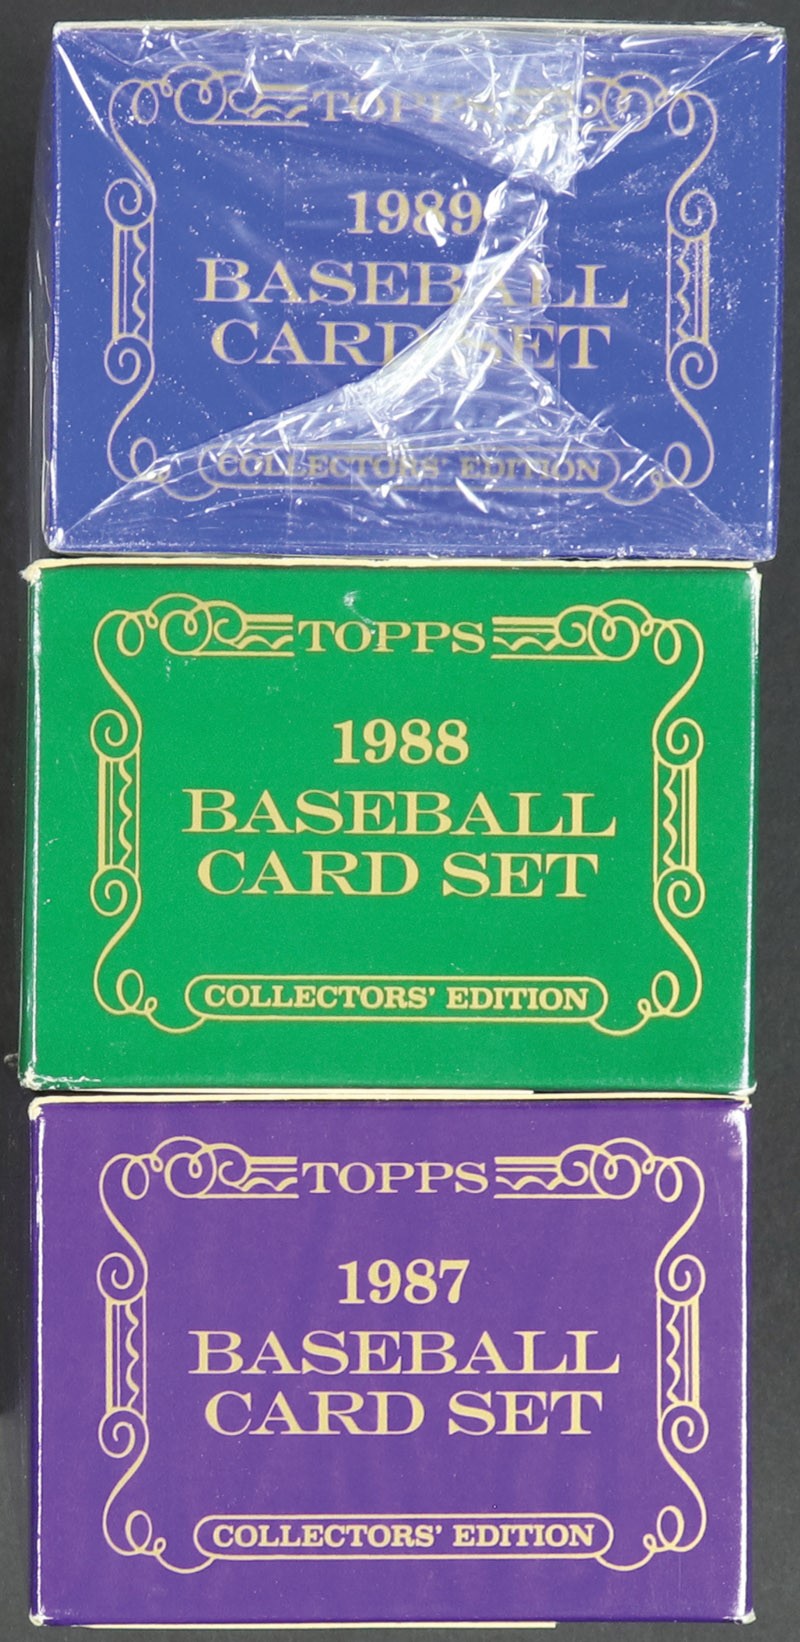 TOPPS
1989
BASEBALL
CARD SET
COLLECTORS' EDITION
TOPPS
1988
BASEBALL
CARD SET
COLLECTORS' EDITION
TOPPS
1987
BASEBALL
CARD SET
COLLECTORS' EDITION